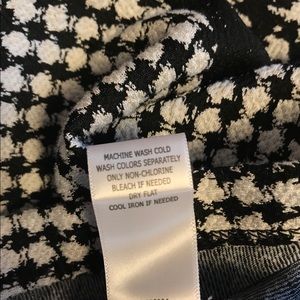 MACHINE WASH COLD
WASH COLORS SEPARATELY
ONLY NON-CHLORINE
BLEACH IF NEEDED
DRY FLAT
COOL IRON IF NEEDED